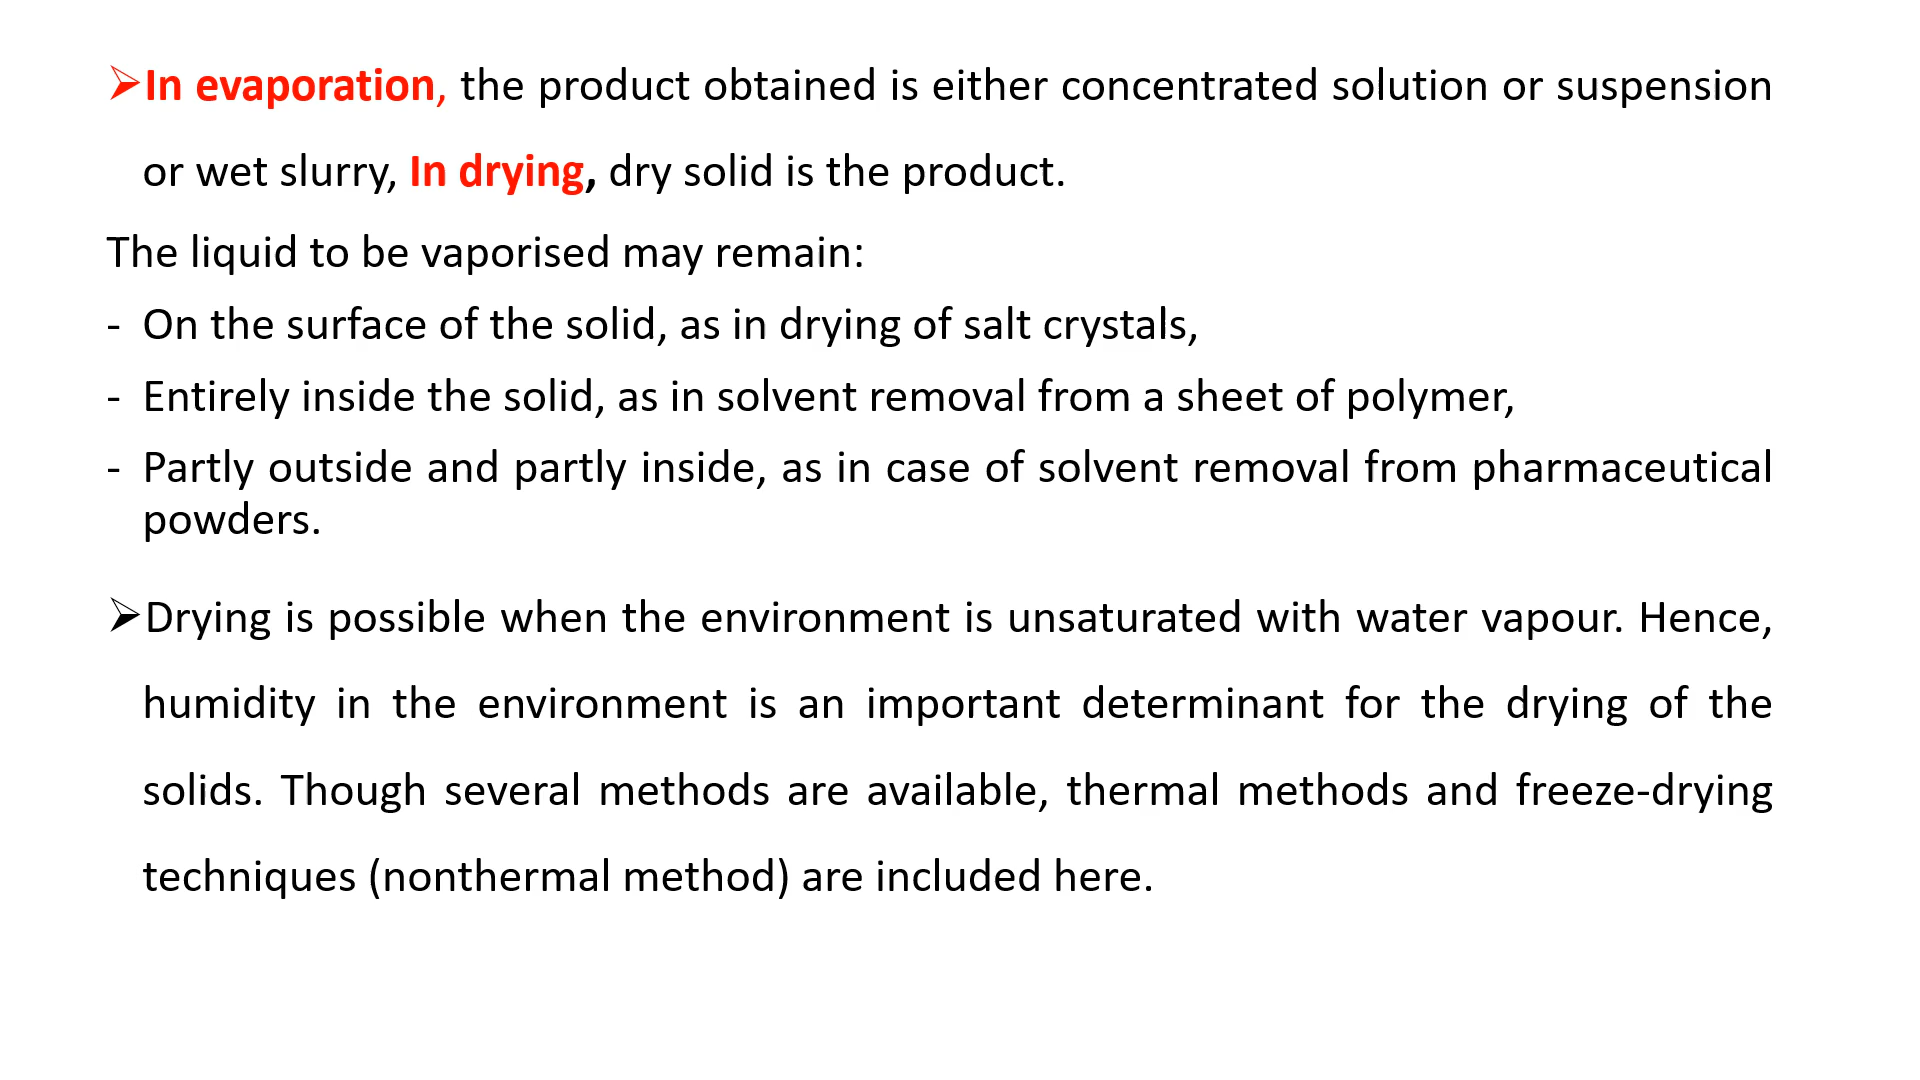 ➢In evaporation, the product obtained is either concentrated solution or suspension
or wet slurry, In drying, dry solid is the product.
The liquid to be vaporised may remain:
- On the surface of the solid, as in drying of salt crystals,
- Entirely inside the solid, as in solvent removal from a sheet of polymer,
- Partly outside and partly inside, as in case of solvent removal from pharmaceutical
powders.
➢Drying is possible when the environment is unsaturated with water vapour. Hence,
humidity in the environment is an important determinant for the drying of the
solids. Though several methods are available, thermal methods and freeze-drying
techniques (nonthermal method) are included here.